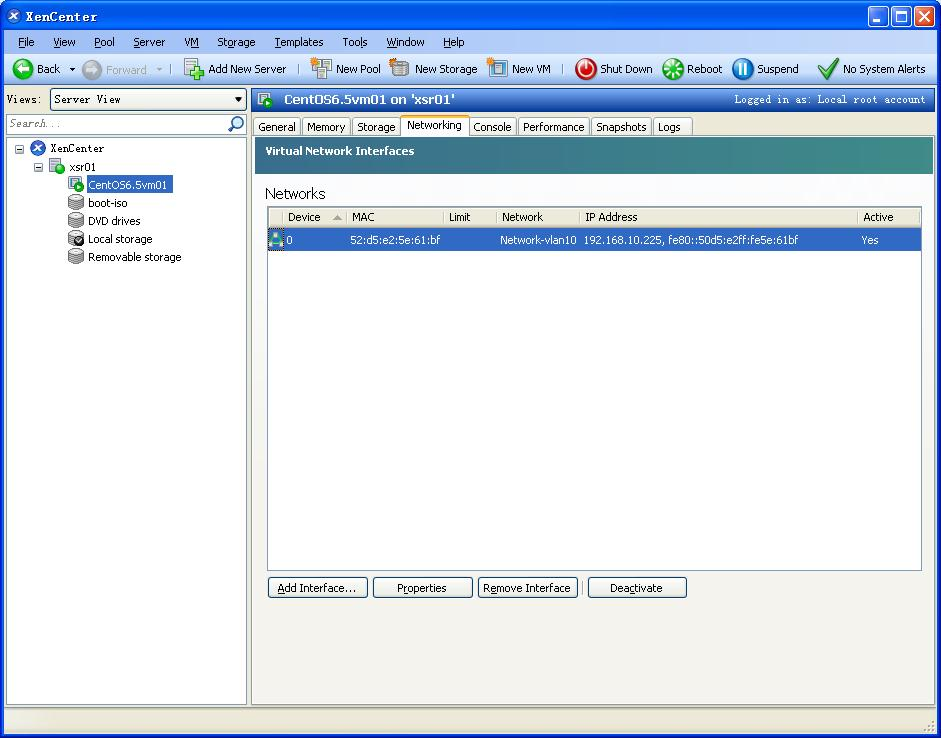 XenCenter
File View Pool Server VM Storage Templates Tools Window Help
Back Forward Add New Server New Pool New Storage New VM Shut Down Reboot Suspend No System Alerts
Views: Server View
CentOS6.5vm01 on 'xsr01' Logged in as: Local root account
Search...
General Memory Storage Networking Console Performance Snapshots Logs
XenCenter
xsr01
CentOS6.5vm01
boot-iso
DVD drives
Local storage
Removable storage
Virtual Network Interfaces
Networks
Device MAC Limit Network IP Address Active
0 52:d5:e2:5e:61:bf Network-vlan10 192.168.10.225, fe80::50d5:e2ff:fe5e:61bf Yes
Add Interface... Properties Remove Interface Deactivate